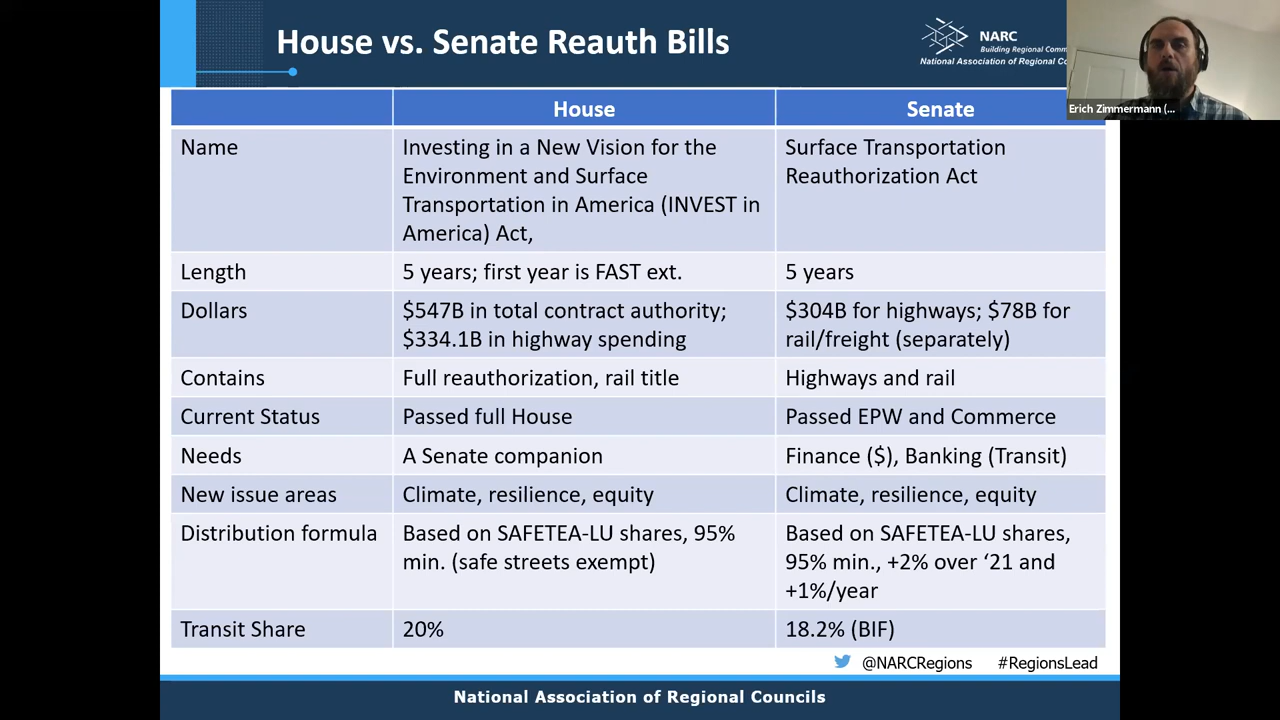 House vs. Senate Reauth Bills
NARC
Building Regional
National Association of Regional
Erich Zimmermann (...
House
Senate
Name
Investing in a New Vision for the
Environment and Surface
Transportation in America (INVEST in
America) Act,
Surface Transportation
Reauthorization Act
Length
5 years; first year is FAST ext.
5 years
Dollars
$547B in total contract authority;
$334.1B in highway spending
$304B for highways; $78B for
rail/freight (separately)
Contains
Full reauthorization, rail title
Highways and rail
Current Status
Passed full House
Passed EPW and Commerce
Needs
A Senate companion
Finance ($), Banking (Transit)
New issue areas
Climate, resilience, equity
Climate, resilience, equity
Distribution formula
Based on SAFETEA-LU shares, 95%
min. (safe streets exempt)
Based on SAFETEA-LU shares,
95% min., +2% over ‘21 and
+1%/year
Transit Share
20%
18.2% (BIF)
@NARCRegions #RegionsLead
National Association of Regional Councils